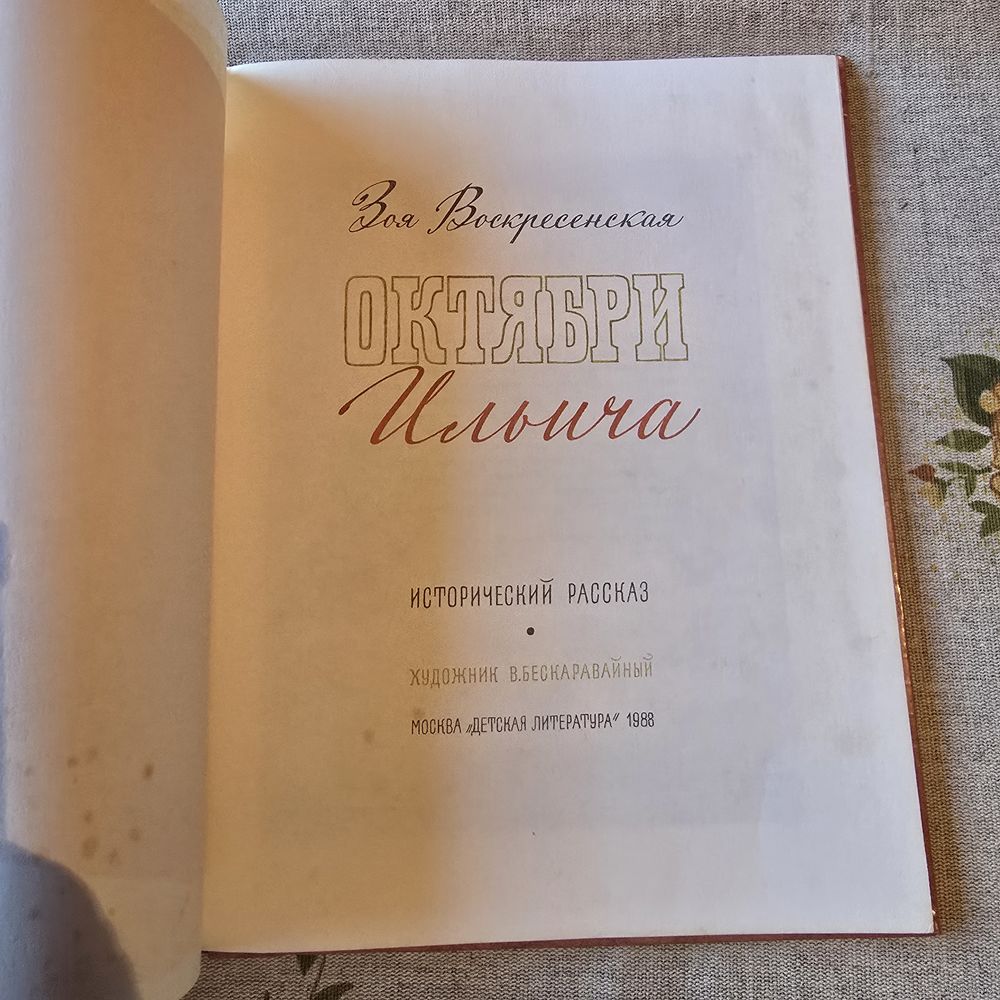 Зоя Воскресенская
ОКТЯБРИ
Ильича
ИСТОРИЧЕСКИЙ РАССКАЗ
•
ХУДОЖНИК В.БЕСКАРАВАЙНЫЙ
МОСКВА „ДЕТСКАЯ ЛИТЕРАТУРА“ 1988